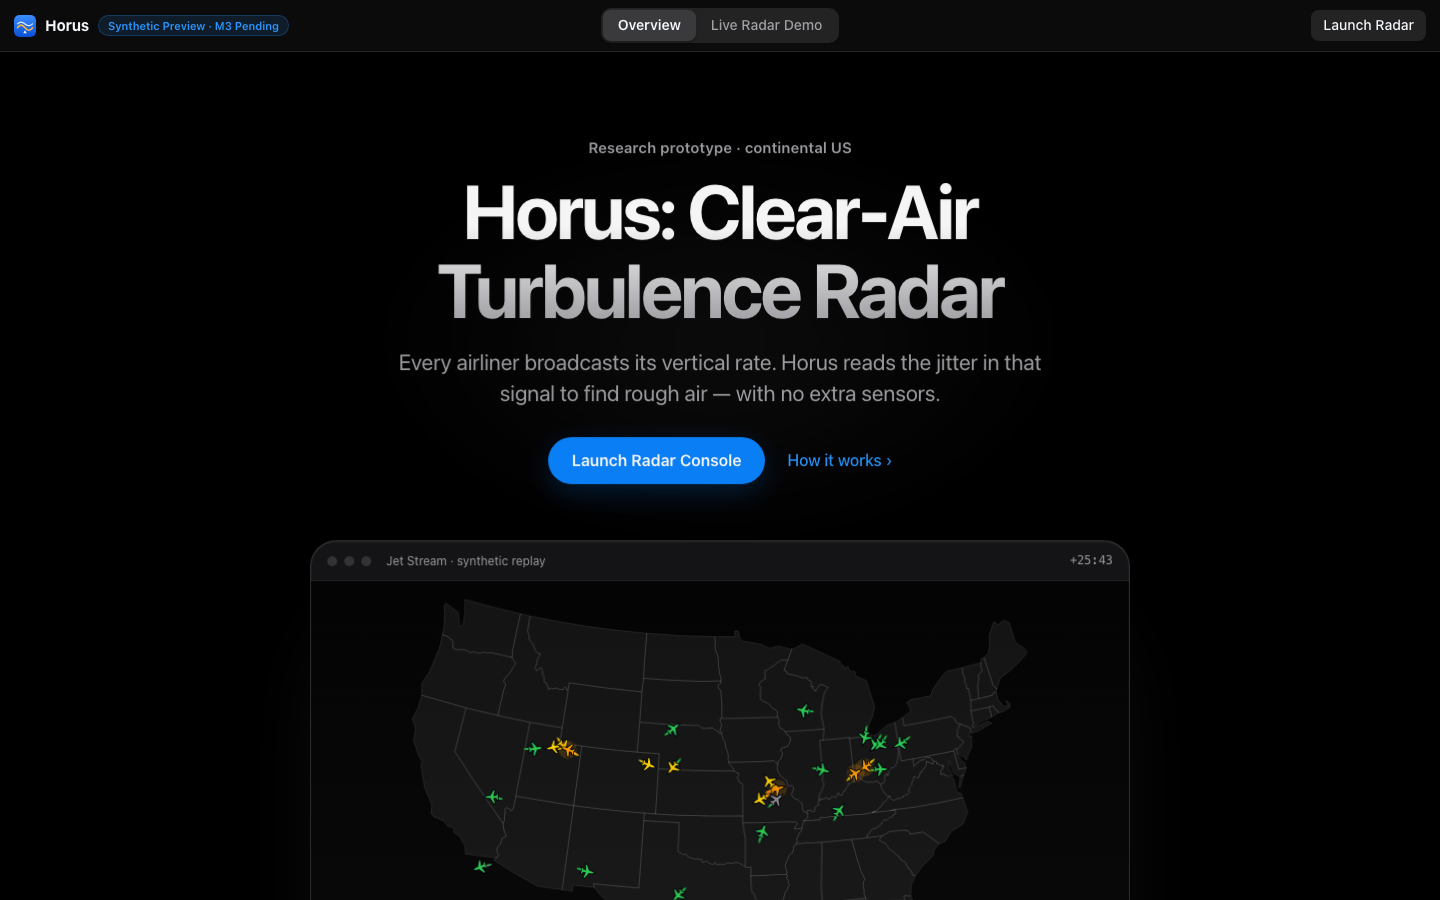 Horus
Synthetic Preview · M3 Pending
Overview
Live Radar Demo
Launch Radar
Research prototype · continental US
Horus: Clear-Air
Turbulence Radar
Every airliner broadcasts its vertical rate. Horus reads the jitter in that
signal to find rough air — with no extra sensors.
Launch Radar Console
How it works ›
Jet Stream · synthetic replay
+25:43